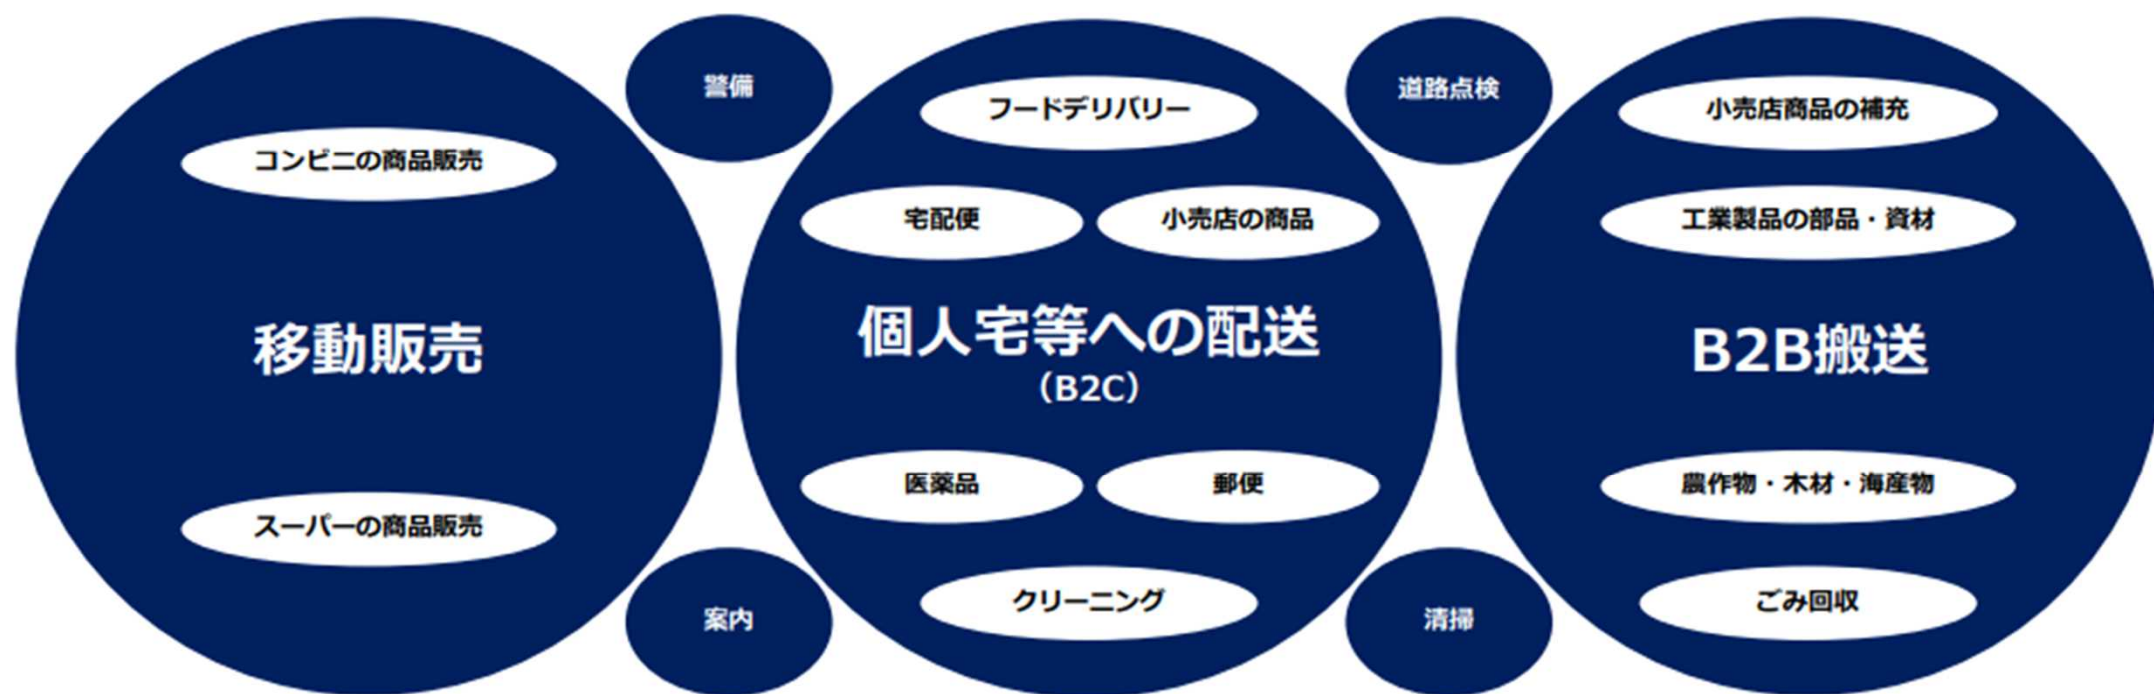 移動販売
コンビニの商品販売
スーパーの商品販売
警備
案内
個人宅等への配送
（B2C）
フードデリバリー
宅配便
小売店の商品
医薬品
郵便
クリーニング
道路点検
清掃
B2B搬送
小売店商品の補充
工業製品の部品・資材
農作物・木材・海産物
ごみ回収